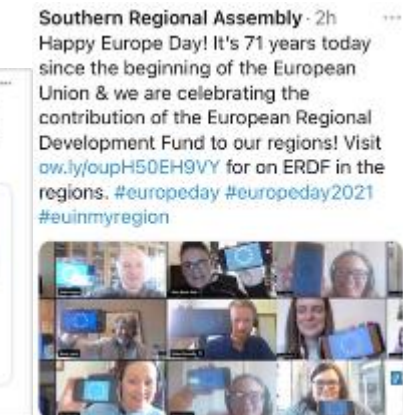 Southern Regional Assembly · 2h
Happy Europe Day! It's 71 years today
since the beginning of the European
Union & we are celebrating the
contribution of the European Regional
Development Fund to our regions! Visit
ow.ly/oupH50EH9VY for on ERDF in the
regions. #europeday #europeday2021
#euinmyregion